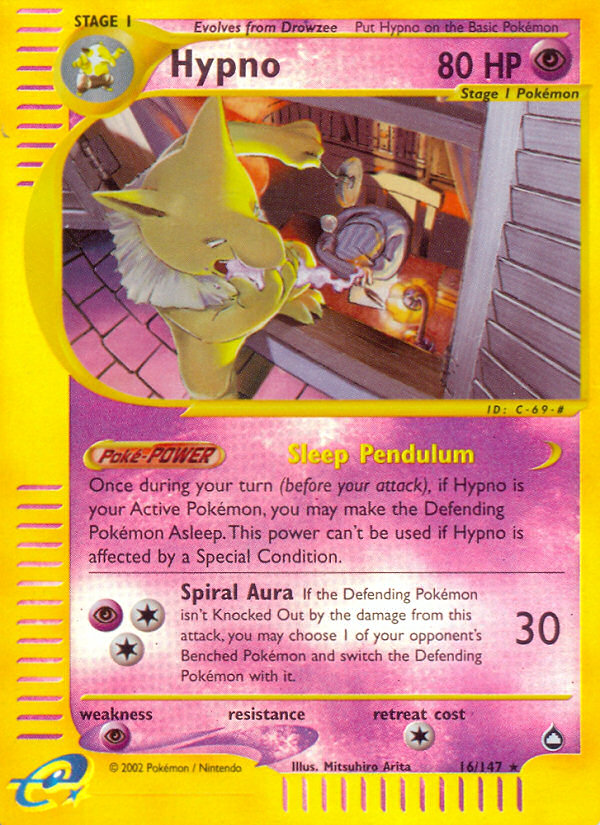 STAGE 1
Evolves from Drowzee Put Hypno on the Basic Pokémon
Hypno 80 HP
Stage 1 Pokémon
ID: C-69-#
Poké-POWER Sleep Pendulum
Once during your turn (before your attack), if Hypno is
your Active Pokémon, you may make the Defending
Pokémon Asleep. This power can't be used if Hypno is
affected by a Special Condition.
Spiral Aura If the Defending Pokémon
isn't Knocked Out by the damage from this
attack, you may choose 1 of your opponent's
Benched Pokémon and switch the Defending
Pokémon with it.
30
weakness resistance retreat cost
© 2002 Pokémon / Nintendo Illus. Mitsuhiro Arita 16/147 ★
e